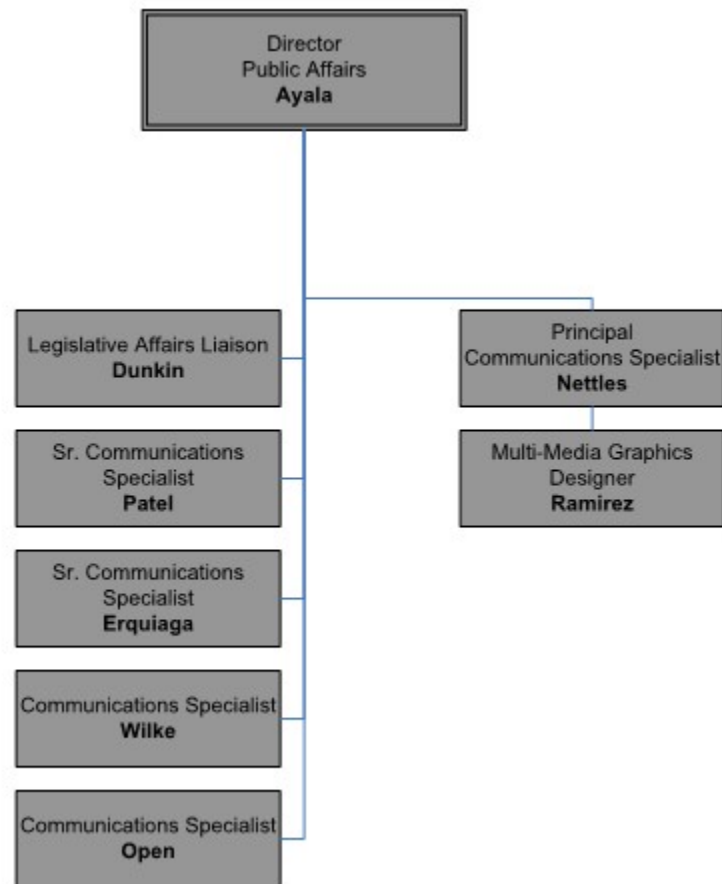 Director
Public Affairs
Ayala
Legislative Affairs Liaison
Dunkin
Sr. Communications
Specialist
Patel
Sr. Communications
Specialist
Erquiaga
Communications Specialist
Wilke
Communications Specialist
Open
Principal
Communications Specialist
Nettles
Multi-Media Graphics
Designer
Ramirez